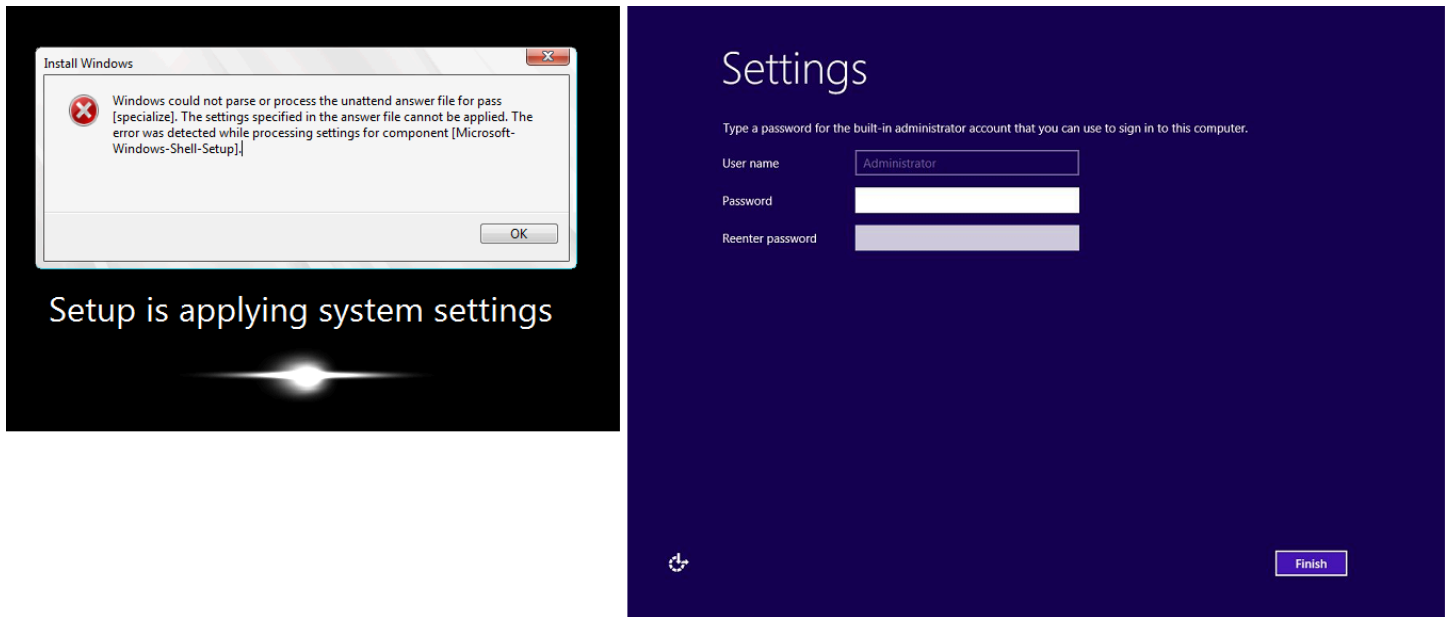 Install Windows
Windows could not parse or process the unattend answer file for pass
[specialize]. The settings specified in the answer file cannot be applied. The
error was detected while processing settings for component [Microsoft-
Windows-Shell-Setup].
OK
Setup is applying system settings
Settings
Type a password for the built-in administrator account that you can use to sign in to this computer.
User name
Administrator
Password
Reenter password
Finish